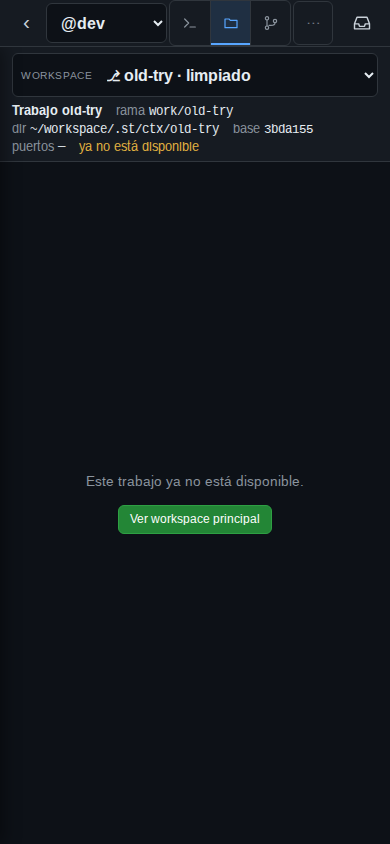 ‹ @dev ···
WORKSPACE ⎇ old-try · limpiado
Trabajo old-try rama work/old-try
dir ~/workspace/.st/ctx/old-try base 3bda155
puertos — ya no está disponible
Este trabajo ya no está disponible.
Ver workspace principal